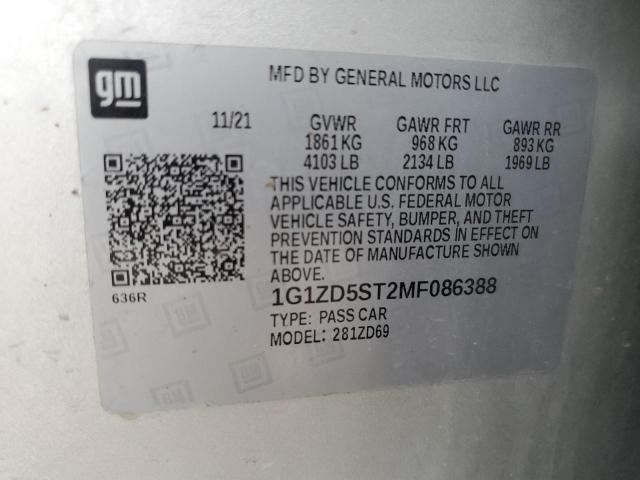 gm
MFD BY GENERAL MOTORS LLC
11/21 GVWR GAWR FRT GAWR RR
1861 KG 968 KG 893 KG
4103 LB 2134 LB 1969 LB
THIS VEHICLE CONFORMS TO ALL
APPLICABLE U.S. FEDERAL MOTOR
VEHICLE SAFETY, BUMPER, AND THEFT
PREVENTION STANDARDS IN EFFECT ON
THE DATE OF MANUFACTURE SHOWN
ABOVE.
636R
1G1ZD5ST2MF086388
TYPE: PASS CAR
MODEL: 281ZD69